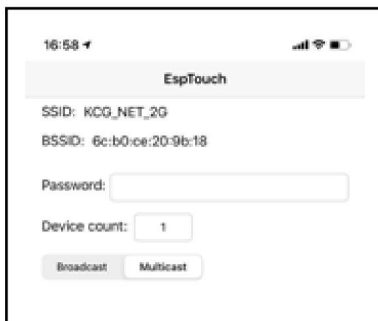 16:58
EspTouch
SSID: KCG_NET_2G
BSSID: 6c:b0:ce:20:9b:18
Password:
Device count: 1
Broadcast Multicast